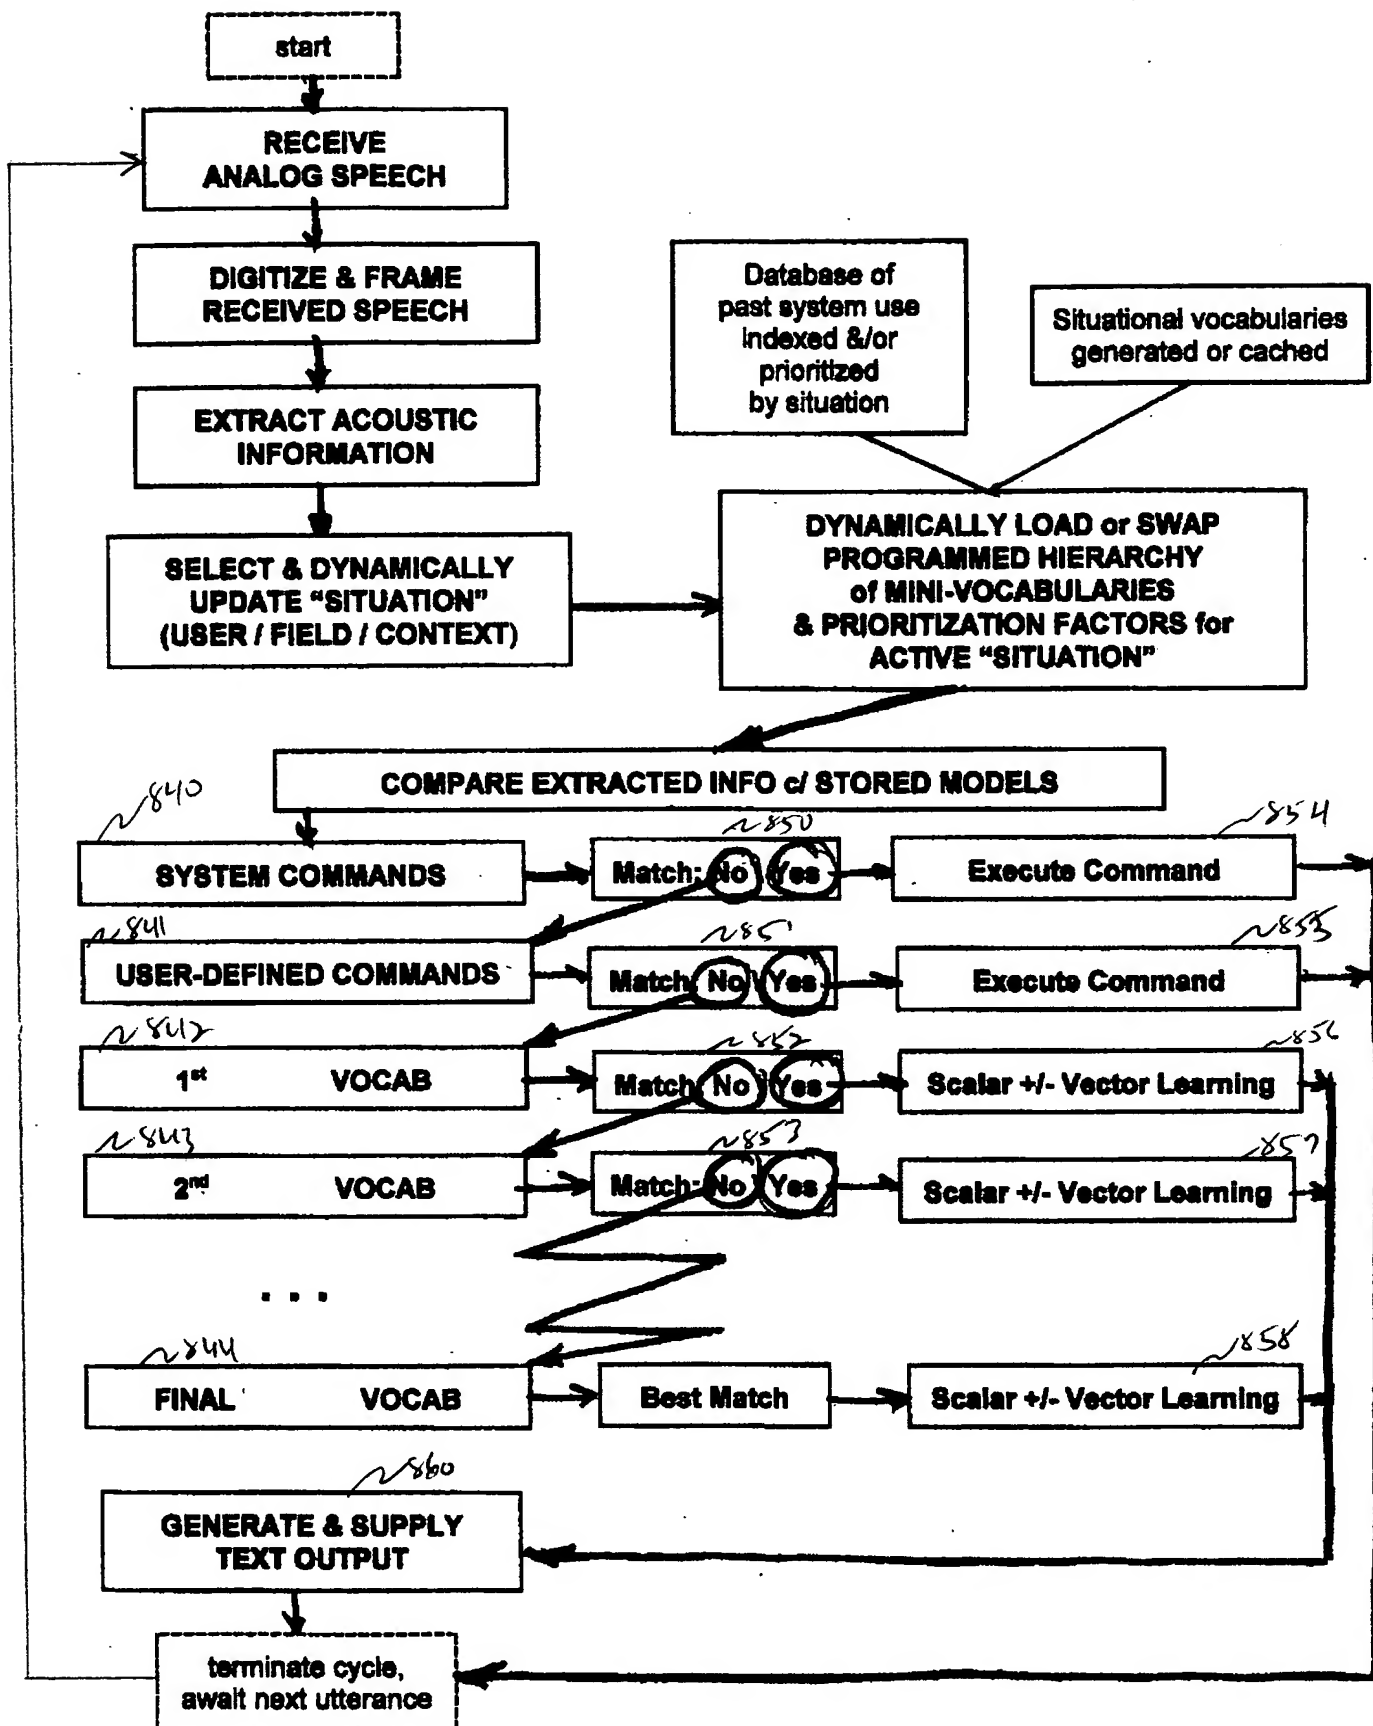 start
RECEIVE
ANALOG SPEECH
DIGITIZE & FRAME
RECEIVED SPEECH
EXTRACT ACOUSTIC
INFORMATION
SELECT & DYNAMICALLY
UPDATE "SITUATION"
(USER / FIELD / CONTEXT)
Database of
past system use
indexed &/or
prioritized
by situation
Situational vocabularies
generated or cached
DYNAMICALLY LOAD or SWAP
PROGRAMMED HIERARCHY
of MINI-VOCABULARIES
& PRIORITIZATION FACTORS for
ACTIVE "SITUATION"
COMPARE EXTRACTED INFO c/ STORED MODELS
840
850
854
SYSTEM COMMANDS
Match: No Yes
Execute Command
841
851
855
USER-DEFINED COMMANDS
Match: No Yes
Execute Command
842
852
856
1st VOCAB
Match: No Yes
Scalar +/- Vector Learning
843
853
857
2nd VOCAB
Match: No Yes
Scalar +/- Vector Learning
. . .
844
858
FINAL VOCAB
Best Match
Scalar +/- Vector Learning
860
GENERATE & SUPPLY
TEXT OUTPUT
terminate cycle,
await next utterance